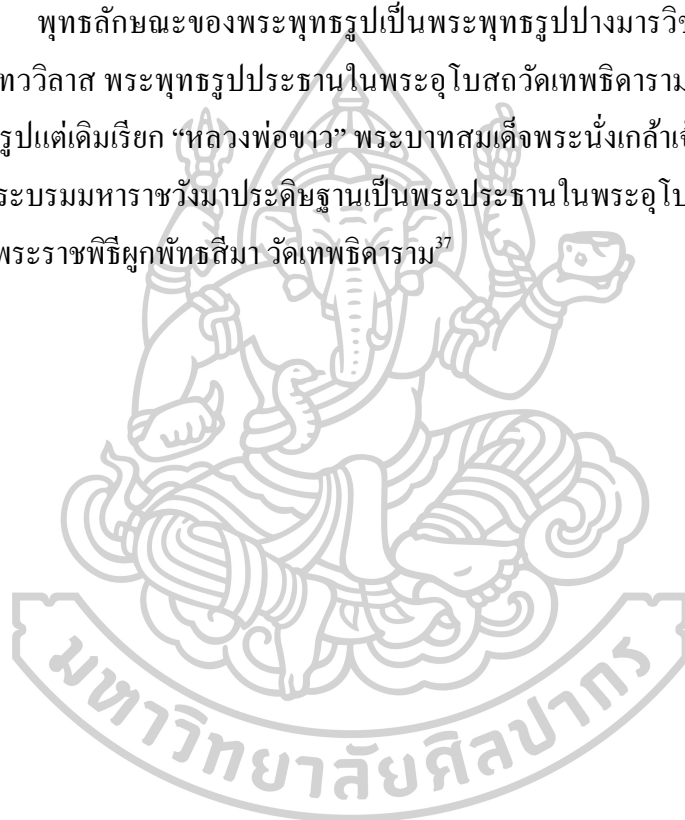 พุทธลักษณะของพระพุทธรูปเป็นพระพุทธรูปปางมารวิช
ทววิลาส พระพุทธรูปประธานในพระอุโบสถวัดเทพธิดาราม
รูปแต่เดิมเรียก “หลวงพ่อขาว” พระบาทสมเด็จพระนั่งเกล้าเจ้
ระบรมมหาราชวังมาประดิษฐานเป็นพระประธานในพระอุโบ
พระราชพิธีผูกพัทธสีมา วัดเทพธิดาราม37
มหาวิทยาลัยศิลปากร